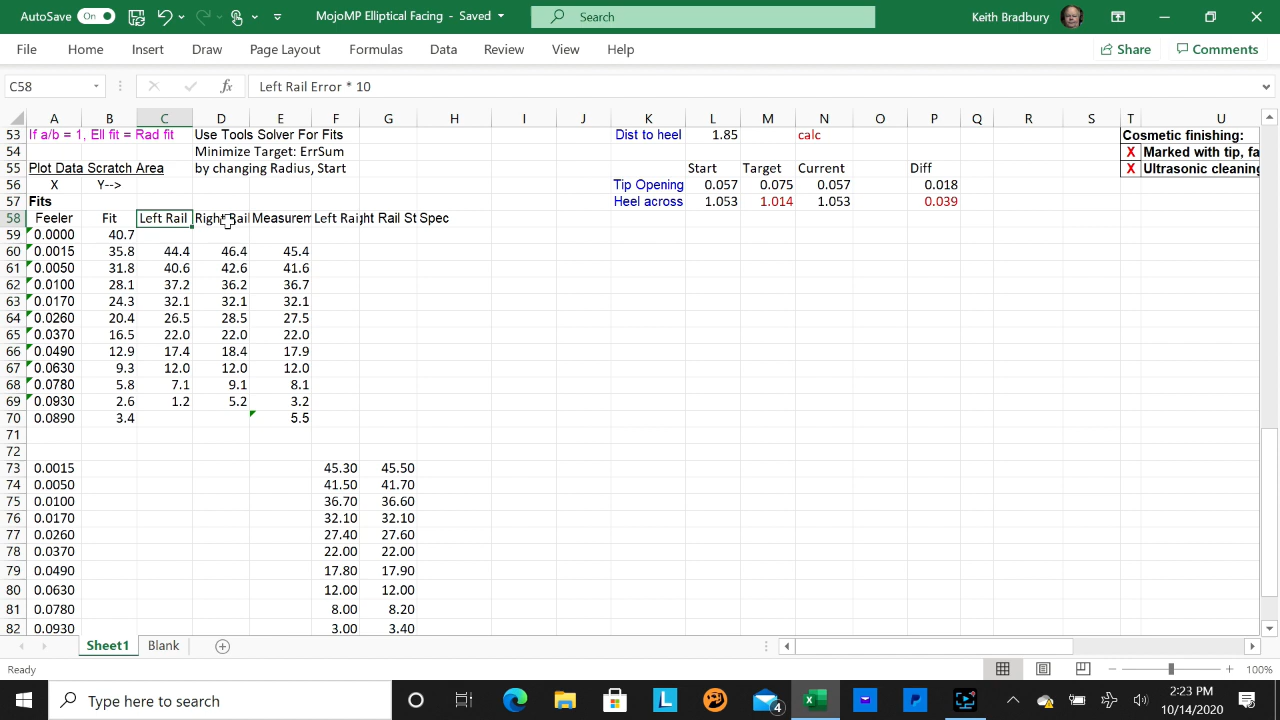 AutoSave On MojoMP Elliptical Facing - Saved Search Keith Bradbury
File Home Insert Draw Page Layout Formulas Data Review View Help Share Comments
C58 fx Left Rail Error * 10
A B C D E F G H I J K L M N O P Q R S T U
53 If a/b = 1, Ell fit = Rad fit Use Tools Solver For Fits Dist to heel 1.85 calc Cosmetic finishing:
54 Minimize Target: ErrSum X Marked with tip, fa
55 Plot Data Scratch Area by changing Radius, Start Start Target Current Diff X Ultrasonic cleaning
56 X Y--> Tip Opening 0.057 0.075 0.057 0.018
57 Fits Heel across 1.053 1.014 1.053 0.039
58 Feeler Fit Left Rail Right Rail Measurem Left Rai ht Rail St Spec
59 0.0000 40.7
60 0.0015 35.8 44.4 46.4 45.4
61 0.0050 31.8 40.6 42.6 41.6
62 0.0100 28.1 37.2 36.2 36.7
63 0.0170 24.3 32.1 32.1 32.1
64 0.0260 20.4 26.5 28.5 27.5
65 0.0370 16.5 22.0 22.0 22.0
66 0.0490 12.9 17.4 18.4 17.9
67 0.0630 9.3 12.0 12.0 12.0
68 0.0780 5.8 7.1 9.1 8.1
69 0.0930 2.6 1.2 5.2 3.2
70 0.0890 3.4 5.5
71
72
73 0.0015 45.30 45.50
74 0.0050 41.50 41.70
75 0.0100 36.70 36.60
76 0.0170 32.10 32.10
77 0.0260 27.40 27.60
78 0.0370 22.00 22.00
79 0.0490 17.80 17.90
80 0.0630 12.00 12.00
81 0.0780 8.00 8.20
82 0.0930 3.00 3.40
Sheet1 Blank
Ready 100%
Type here to search L 4 2:23 PM
10/14/2020